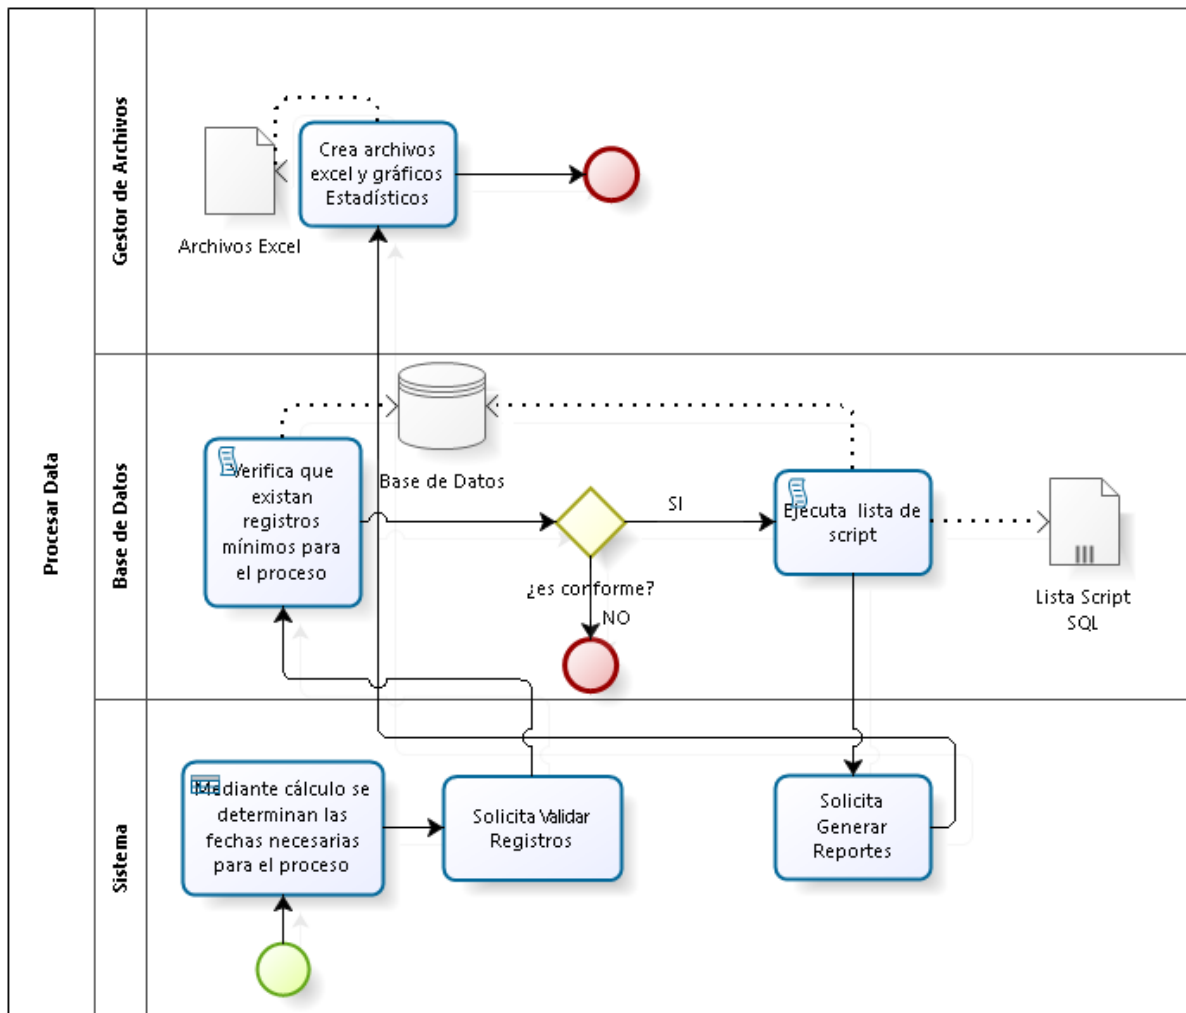 Procesar Data
Gestor de Archivos
Crea archivos
excel y gráficos
Estadísticos
Archivos Excel
Base de Datos
Verifica que
existan
registros
mínimos para
el proceso
Base de Datos
¿es conforme?
SI
NO
Ejecuta lista de
script
Lista Script
SQL
Sistema
Mediante cálculo se
determinan las
fechas necesarias
para el proceso
Solicita Validar
Registros
Solicita
Generar
Reportes